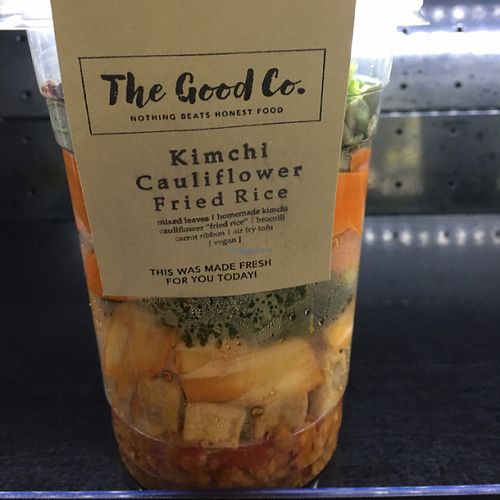 The Good Co.
NOTHING BEATS HONEST FOOD
Kimchi
Cauliflower
Fried Rice
mixed leaves | homemade kimchi
cauliflower "fried rice" | brocolli
carrot ribbon | air fry tofu
[ vegan ]
THIS WAS MADE FRESH
FOR YOU TODAY!